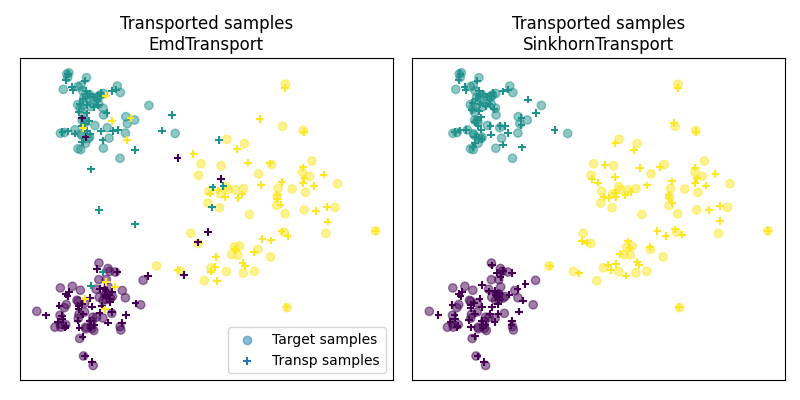 Transported samples
EmdTransport
Transported samples
SinkhornTransport
Target samples
Transp samples